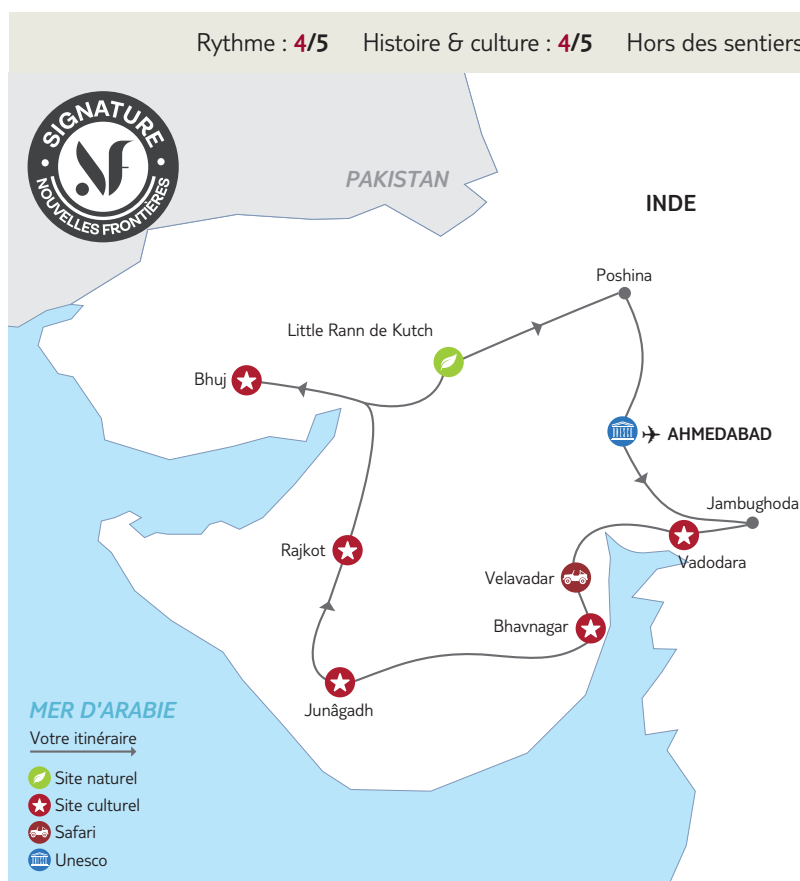 Rythme : 4/5 Histoire & culture : 4/5 Hors des sentiers
SIGNATURE
NF
NOUVELLES FRONTIÈRES
PAKISTAN
INDE
Poshina
Little Rann de Kutch
Bhuj
AHMEDABAD
Jambughoda
Rajkot
Vadodara
Velavadar
Bhavnagar
Junâgadh
MER D'ARABIE
Votre itinéraire
Site naturel
Site culturel
Safari
Unesco